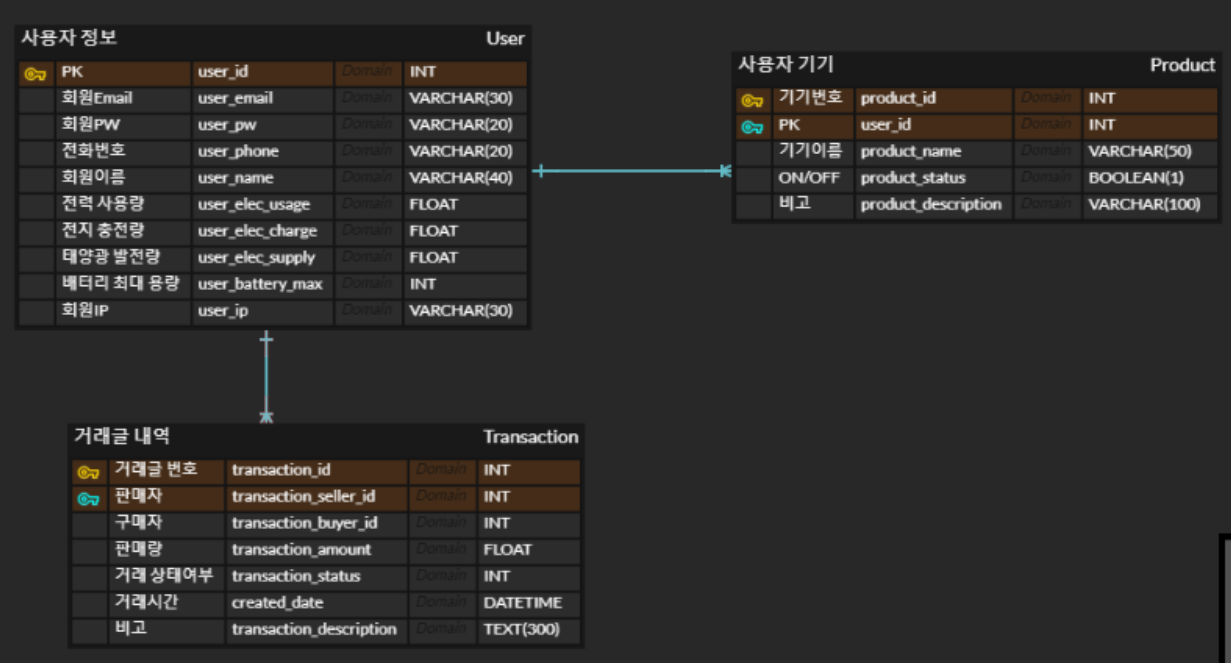 사용자 정보 User
PK user_id Domain INT
회원Email user_email Domain VARCHAR(30)
회원PW user_pw Domain VARCHAR(20)
전화번호 user_phone Domain VARCHAR(20)
회원이름 user_name Domain VARCHAR(40)
전력 사용량 user_elec_usage Domain FLOAT
전지 충전량 user_elec_charge Domain FLOAT
태양광 발전량 user_elec_supply Domain FLOAT
배터리 최대 용량 user_battery_max Domain INT
회원IP user_ip Domain VARCHAR(30)
사용자 기기 Product
기기번호 product_id Domain INT
PK user_id Domain INT
기기이름 product_name Domain VARCHAR(50)
ON/OFF product_status Domain BOOLEAN(1)
비고 product_description Domain VARCHAR(100)
거래글 내역 Transaction
거래글 번호 transaction_id Domain INT
판매자 transaction_seller_id Domain INT
구매자 transaction_buyer_id Domain INT
판매량 transaction_amount Domain FLOAT
거래 상태여부 transaction_status Domain INT
거래시간 created_date Domain DATETIME
비고 transaction_description Domain TEXT(300)